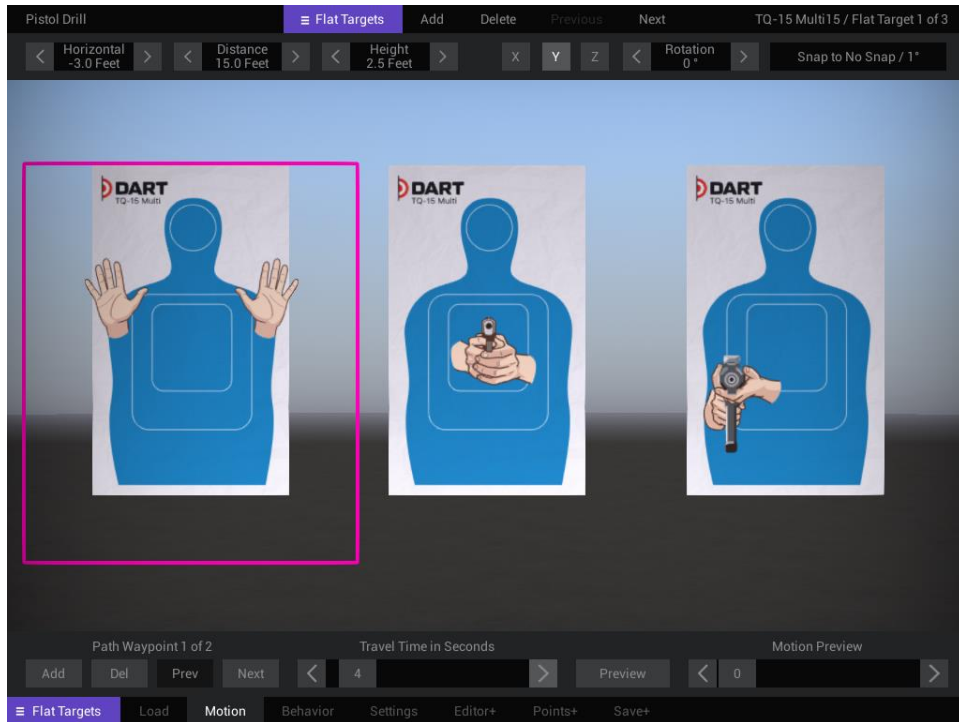 Pistol Drill
≡ Flat Targets Add Delete Previous Next
TQ-15 Multi15 / Flat Target 1 of 3
< Horizontal >
-3.0 Feet
< Distance >
15.0 Feet
< Height >
2.5 Feet
X Y Z
< Rotation >
0 °
Snap to No Snap / 1°
DART
TQ-15 Multi
DART
TQ-15 Multi
DART
TQ-15 Multi
Path Waypoint 1 of 2
Add Del Prev Next
Travel Time in Seconds
< 4 >
Preview
Motion Preview
< 0 >
≡ Flat Targets Load Motion Behavior Settings Editor+ Points+ Save+